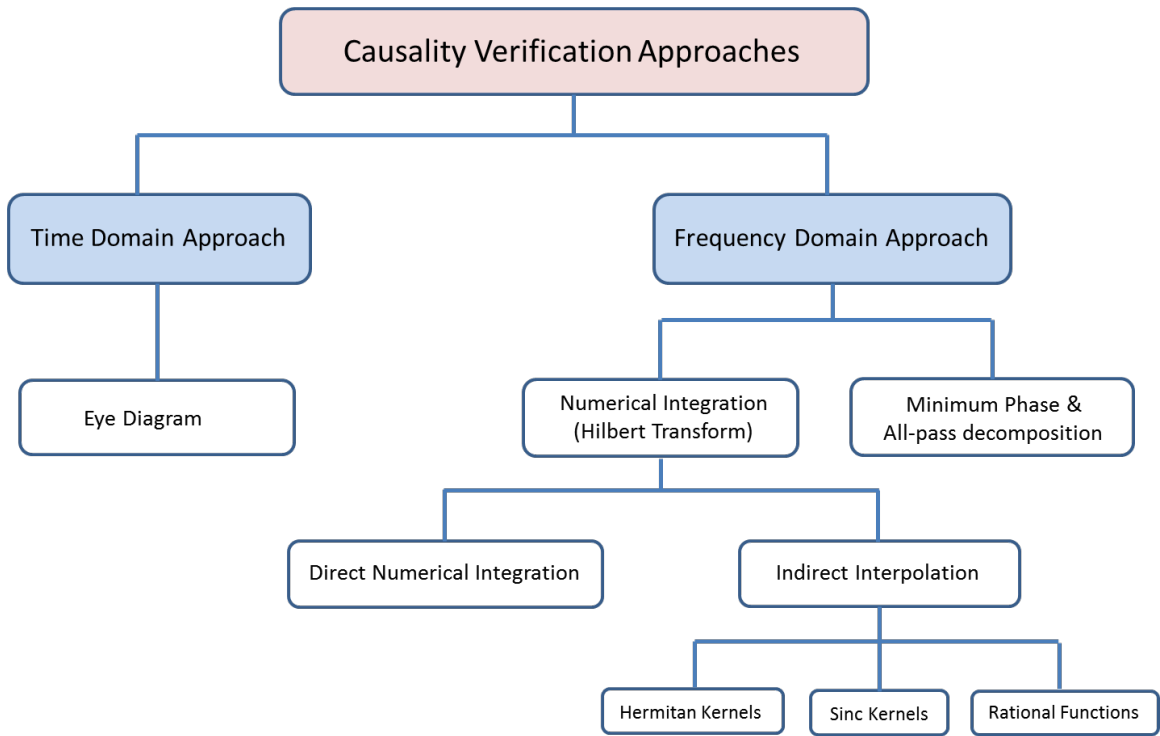 Causality Verification Approaches
Time Domain Approach
Frequency Domain Approach
Eye Diagram
Numerical Integration
(Hilbert Transform)
Minimum Phase &
All-pass decomposition
Direct Numerical Integration
Indirect Interpolation
Hermitan Kernels
Sinc Kernels
Rational Functions